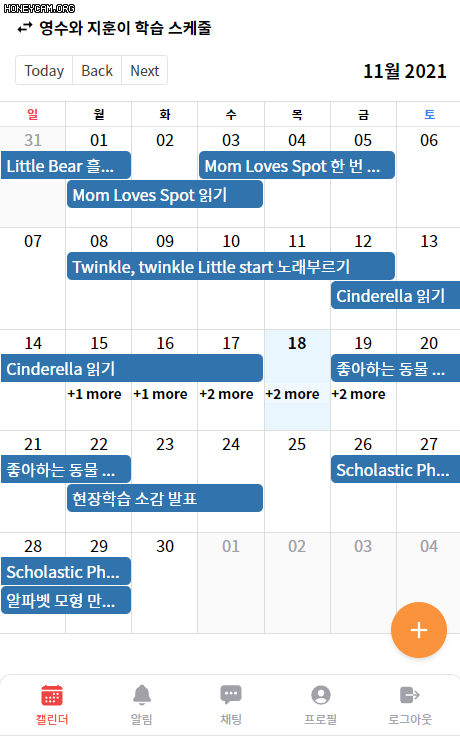 HONEYCAM.ORG
영수와 지훈이 학습 스케줄
Today Back Next 11월 2021
일 월 화 수 목 금 토
31 01 02 03 04 05 06
Little Bear 흘... Mom Loves Spot 한 번 ...
Mom Loves Spot 읽기
07 08 09 10 11 12 13
Twinkle, twinkle Little start 노래부르기
Cinderella 읽기
14 15 16 17 18 19 20
Cinderella 읽기 좋아하는 동물 ...
+1 more +1 more +2 more +2 more +2 more
21 22 23 24 25 26 27
좋아하는 동물 ... Scholastic Ph...
현장학습 소감 발표
28 29 30 01 02 03 04
Scholastic Ph...
알파벳 모형 만...
캘린더 알림 채팅 프로필 로그아웃